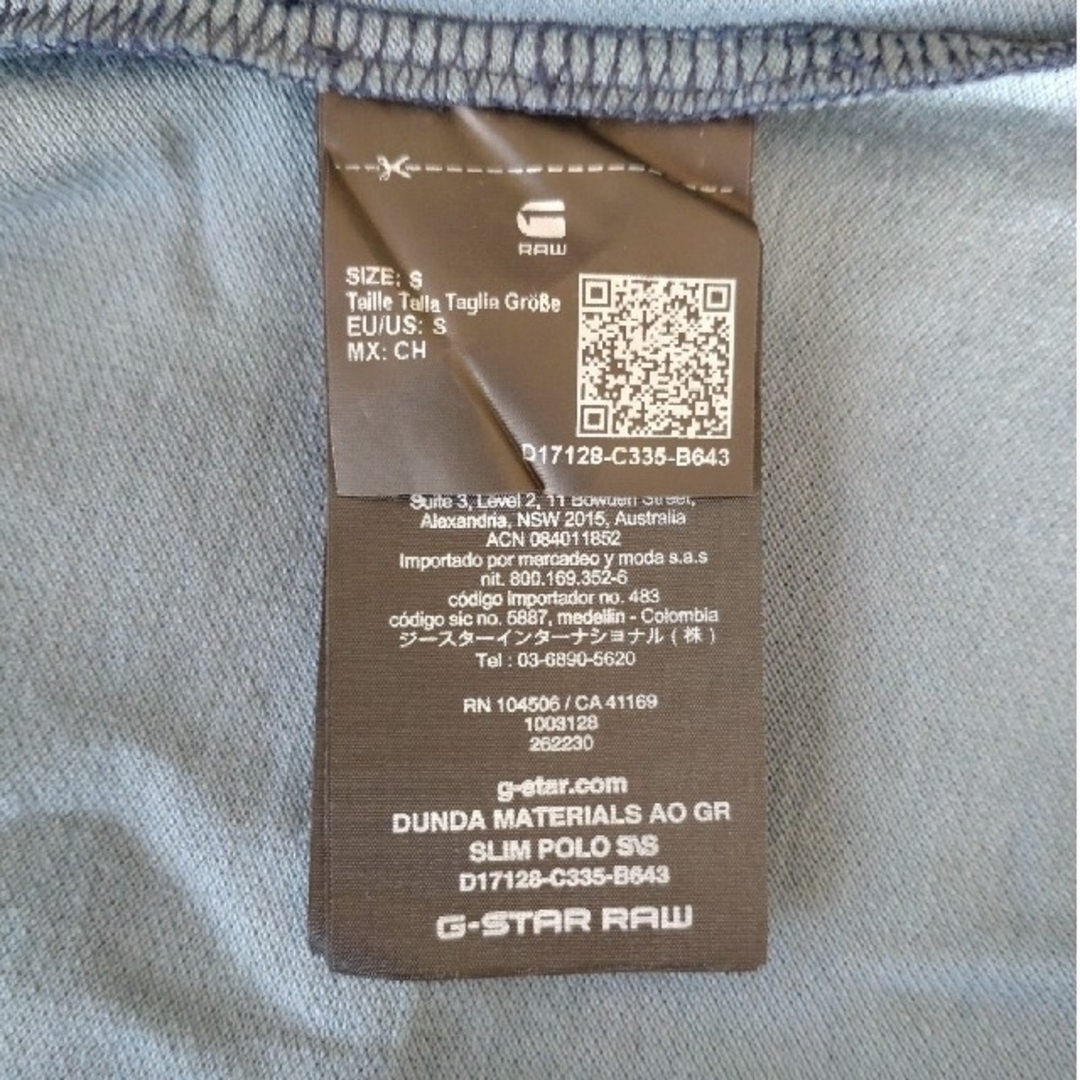 RAW
SIZE: S
Taille Talla Taglia Größe
EU/US: S
MX: CH
D17128-C335-B643
Suite 3, Level 2, 11 Bowden Street,
Alexandria, NSW 2015, Australia
ACN 084011852
Importado por mercadeo y moda s.a.s
nit. 800.169.352-6
código importador no. 483
código sic no. 5887, medellin - Colombia
ジースターインターナショナル(株)
Tel : 03-6890-5620
RN 104506 / CA 41169
1003128
262230
g-star.com
DUNDA MATERIALS AO GR
SLIM POLO S\S
D17128-C335-B643
G-STAR RAW